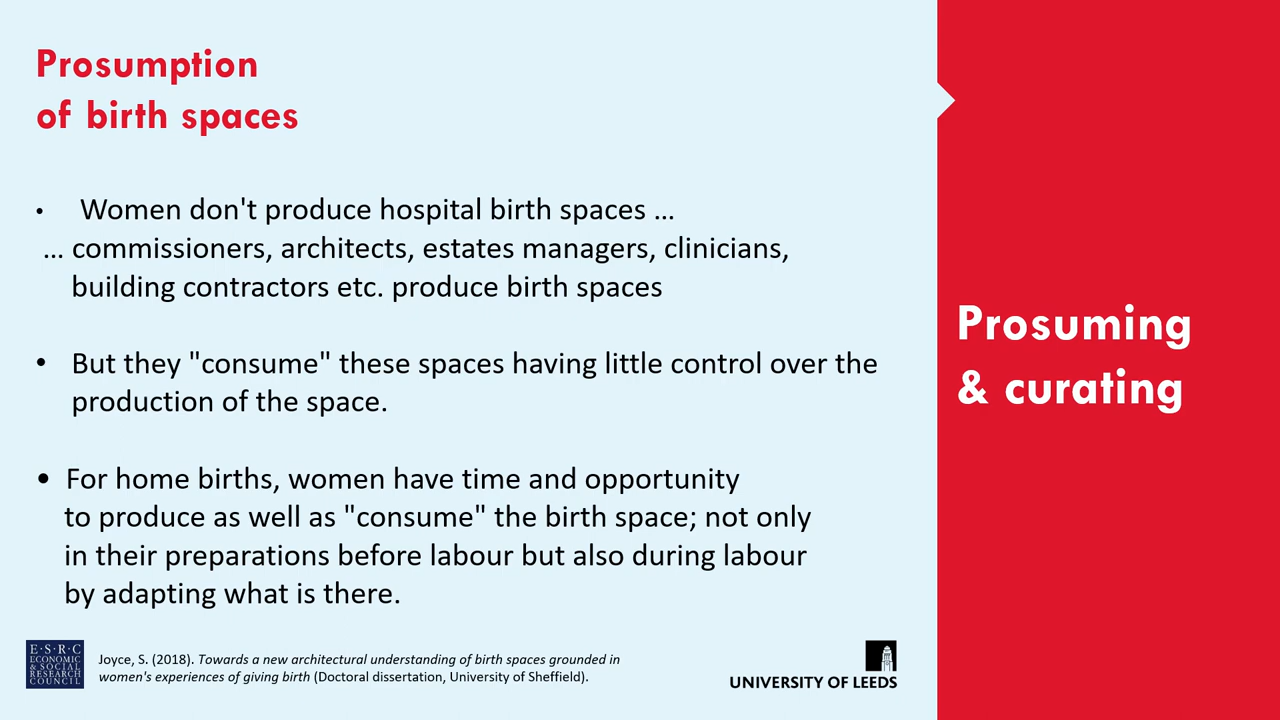 Prosumption
of birth spaces
• Women don't produce hospital birth spaces ...
... commissioners, architects, estates managers, clinicians,
building contractors etc. produce birth spaces
• But they "consume" these spaces having little control over the
production of the space.
• For home births, women have time and opportunity
to produce as well as "consume" the birth space; not only
in their preparations before labour but also during labour
by adapting what is there.
Prosuming
& curating
E·S·R·C
ECONOMIC
& SOCIAL
RESEARCH
COUNCIL
Joyce, S. (2018). Towards a new architectural understanding of birth spaces grounded in
women's experiences of giving birth (Doctoral dissertation, University of Sheffield).
UNIVERSITY OF LEEDS